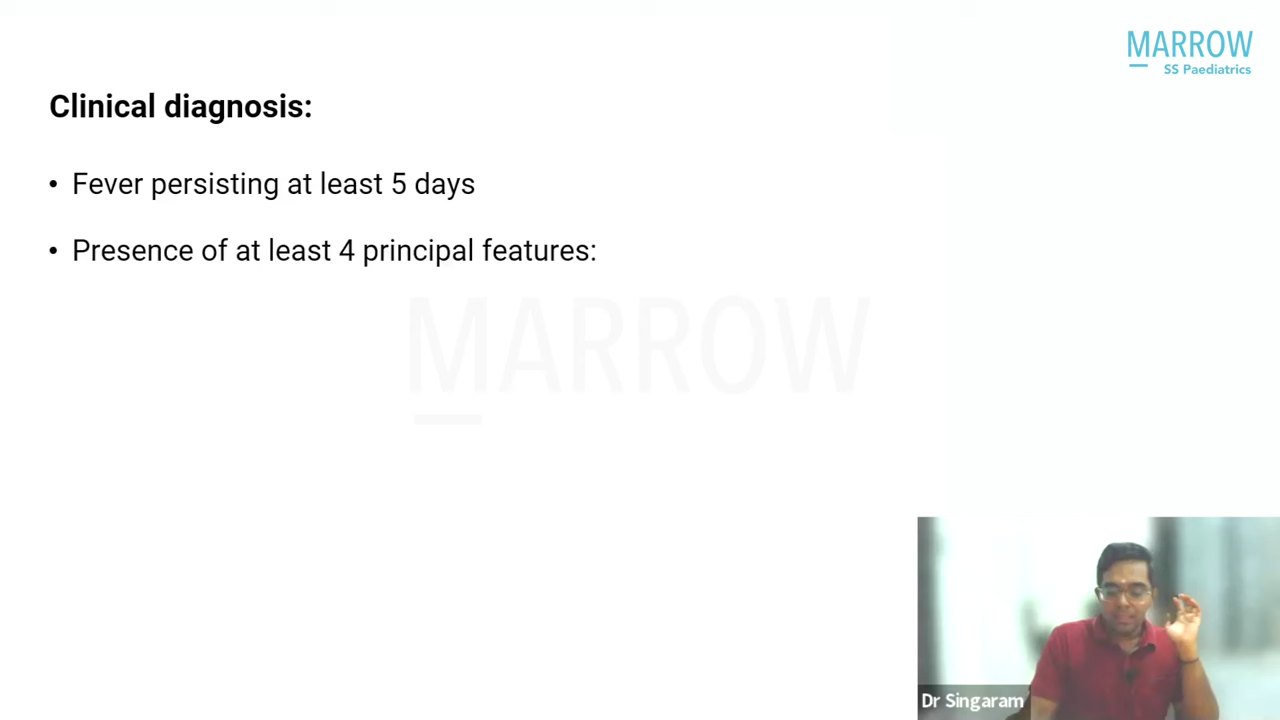 MARROW
SS Paediatrics
Clinical diagnosis:
• Fever persisting at least 5 days
• Presence of at least 4 principal features:
MARROW
Dr Singaram